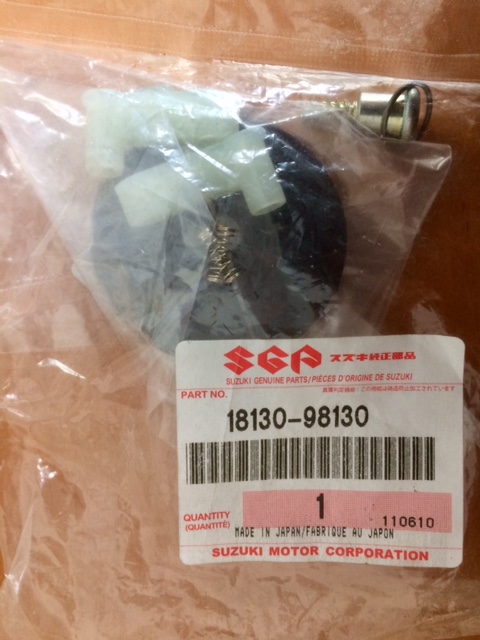 SGP スズキ純正部品
SUZUKI GENUINE PARTS/PIÈCES D'ORIGINE DE SUZUKI
PART NO.
18130-98130
QUANTITY
(QUANTITÉ)
1
110610
MADE IN JAPAN/FABRIQUE AU JAPON
SUZUKI MOTOR CORPORATION